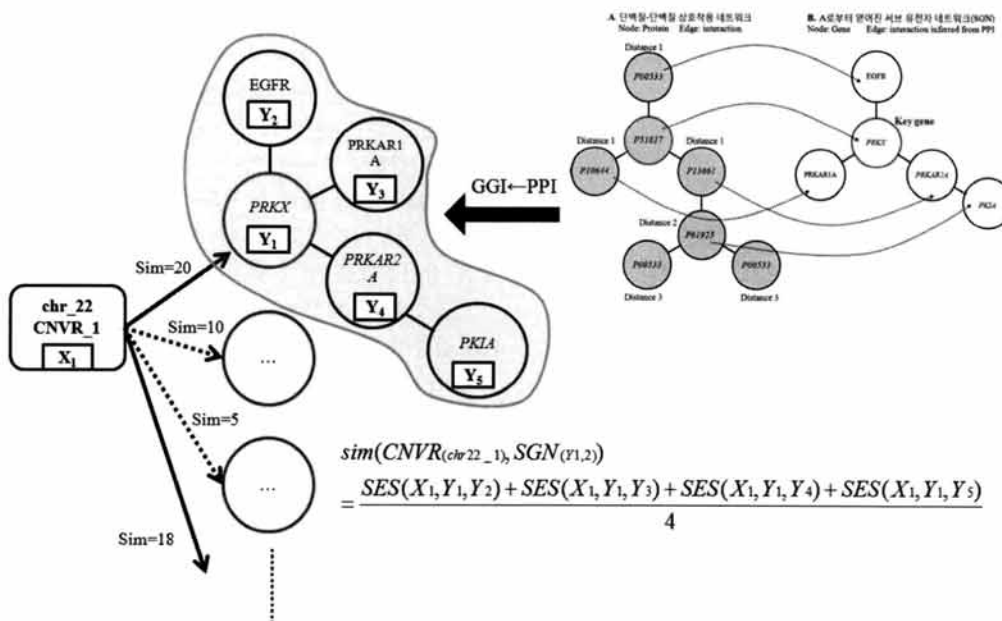 A. 단백질-단백질 상호작용 네트워크
Node: Protein Edge: interaction
B. A로부터 얻어진 서브 유전자 네트워크(SGN)
Node: Gene Edge: interaction inferred from PPI
Distance 1
P00533
P51817
Distance 1
P10644
Distance 1
P13861
Distance 2
P61925
P00533
Distance 3
P00533
Distance 3
EGFR
Key gene
PRKX
PRKAR1A
PRKAR2A
PKIA
GGI←PPI
EGFR
Y2
PRKAR1
A
Y3
PRKX
Y1
PRKAR2
A
Y4
PKIA
Y5
chr_22
CNVR_1
X1
Sim=20
Sim=10
...
Sim=5
...
Sim=18
sim(CNVR(chr22_1), SGN(Y1,2))
= SES(X1,Y1,Y2)+SES(X1,Y1,Y3)+SES(X1,Y1,Y4)+SES(X1,Y1,Y5)
4